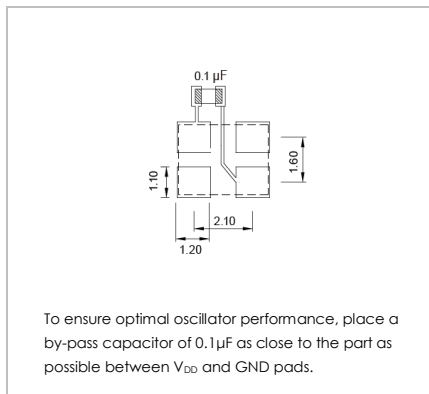 0.1 µF
1.60
1.10
2.10
1.20
To ensure optimal oscillator performance, place a
by-pass capacitor of 0.1µF as close to the part as
possible between VDD and GND pads.